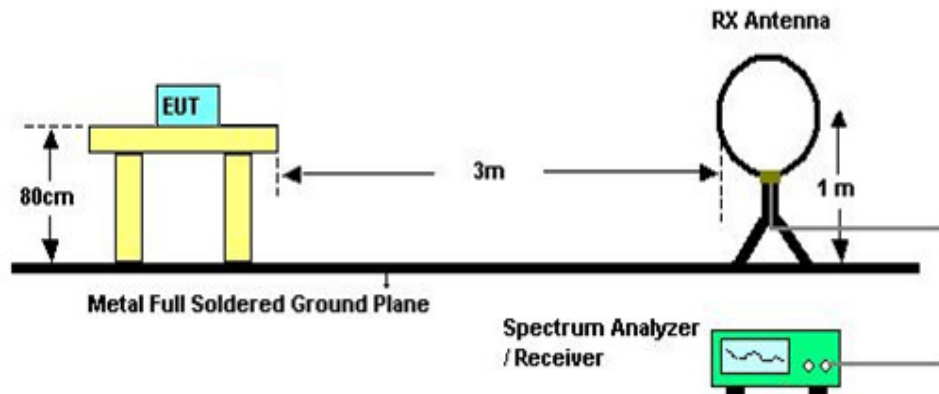 RX Antenna
EUT
3m
80cm
1 m
Metal Full Soldered Ground Plane
Spectrum Analyzer
/ Receiver